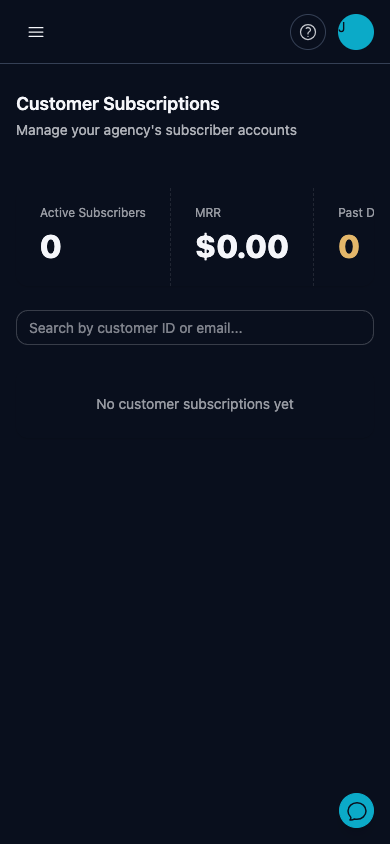 J
Customer Subscriptions
Manage your agency's subscriber accounts
Active Subscribers
0
MRR
$0.00
Past D
0
Search by customer ID or email...
No customer subscriptions yet